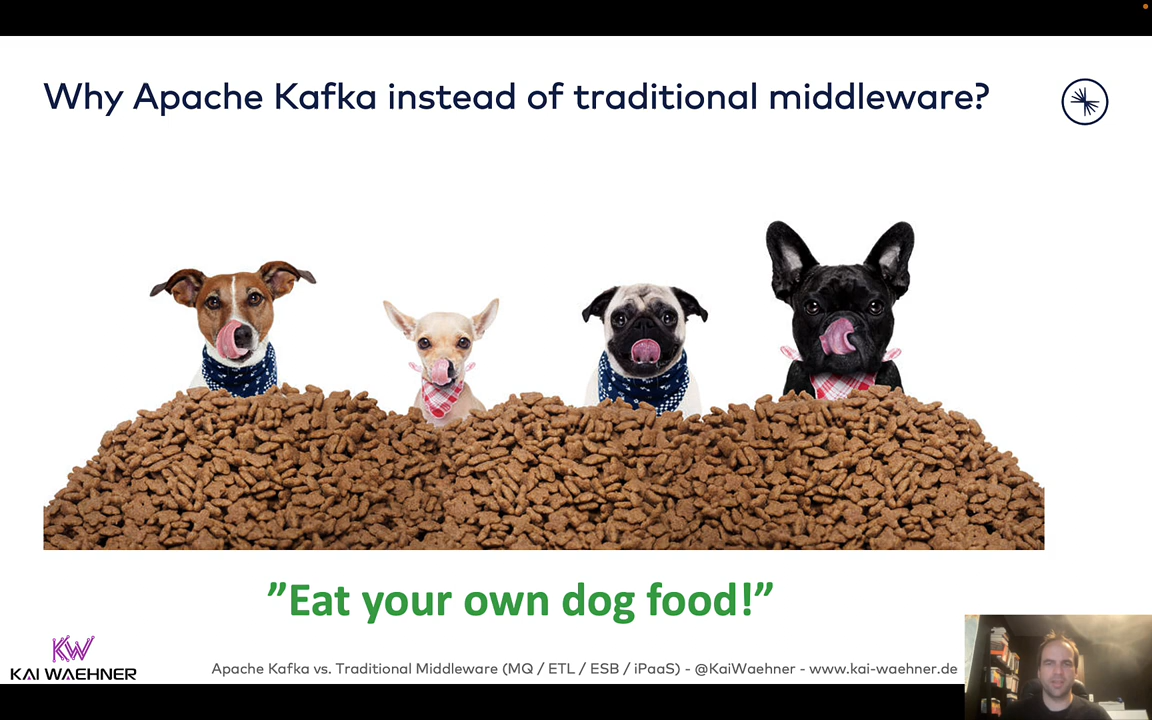 Why Apache Kafka instead of traditional middleware?
”Eat your own dog food!”
KW
KAI WAEHNER
Apache Kafka vs. Traditional Middleware (MQ / ETL / ESB / iPaaS) - @KaiWaehner - www.kai-waehner.de